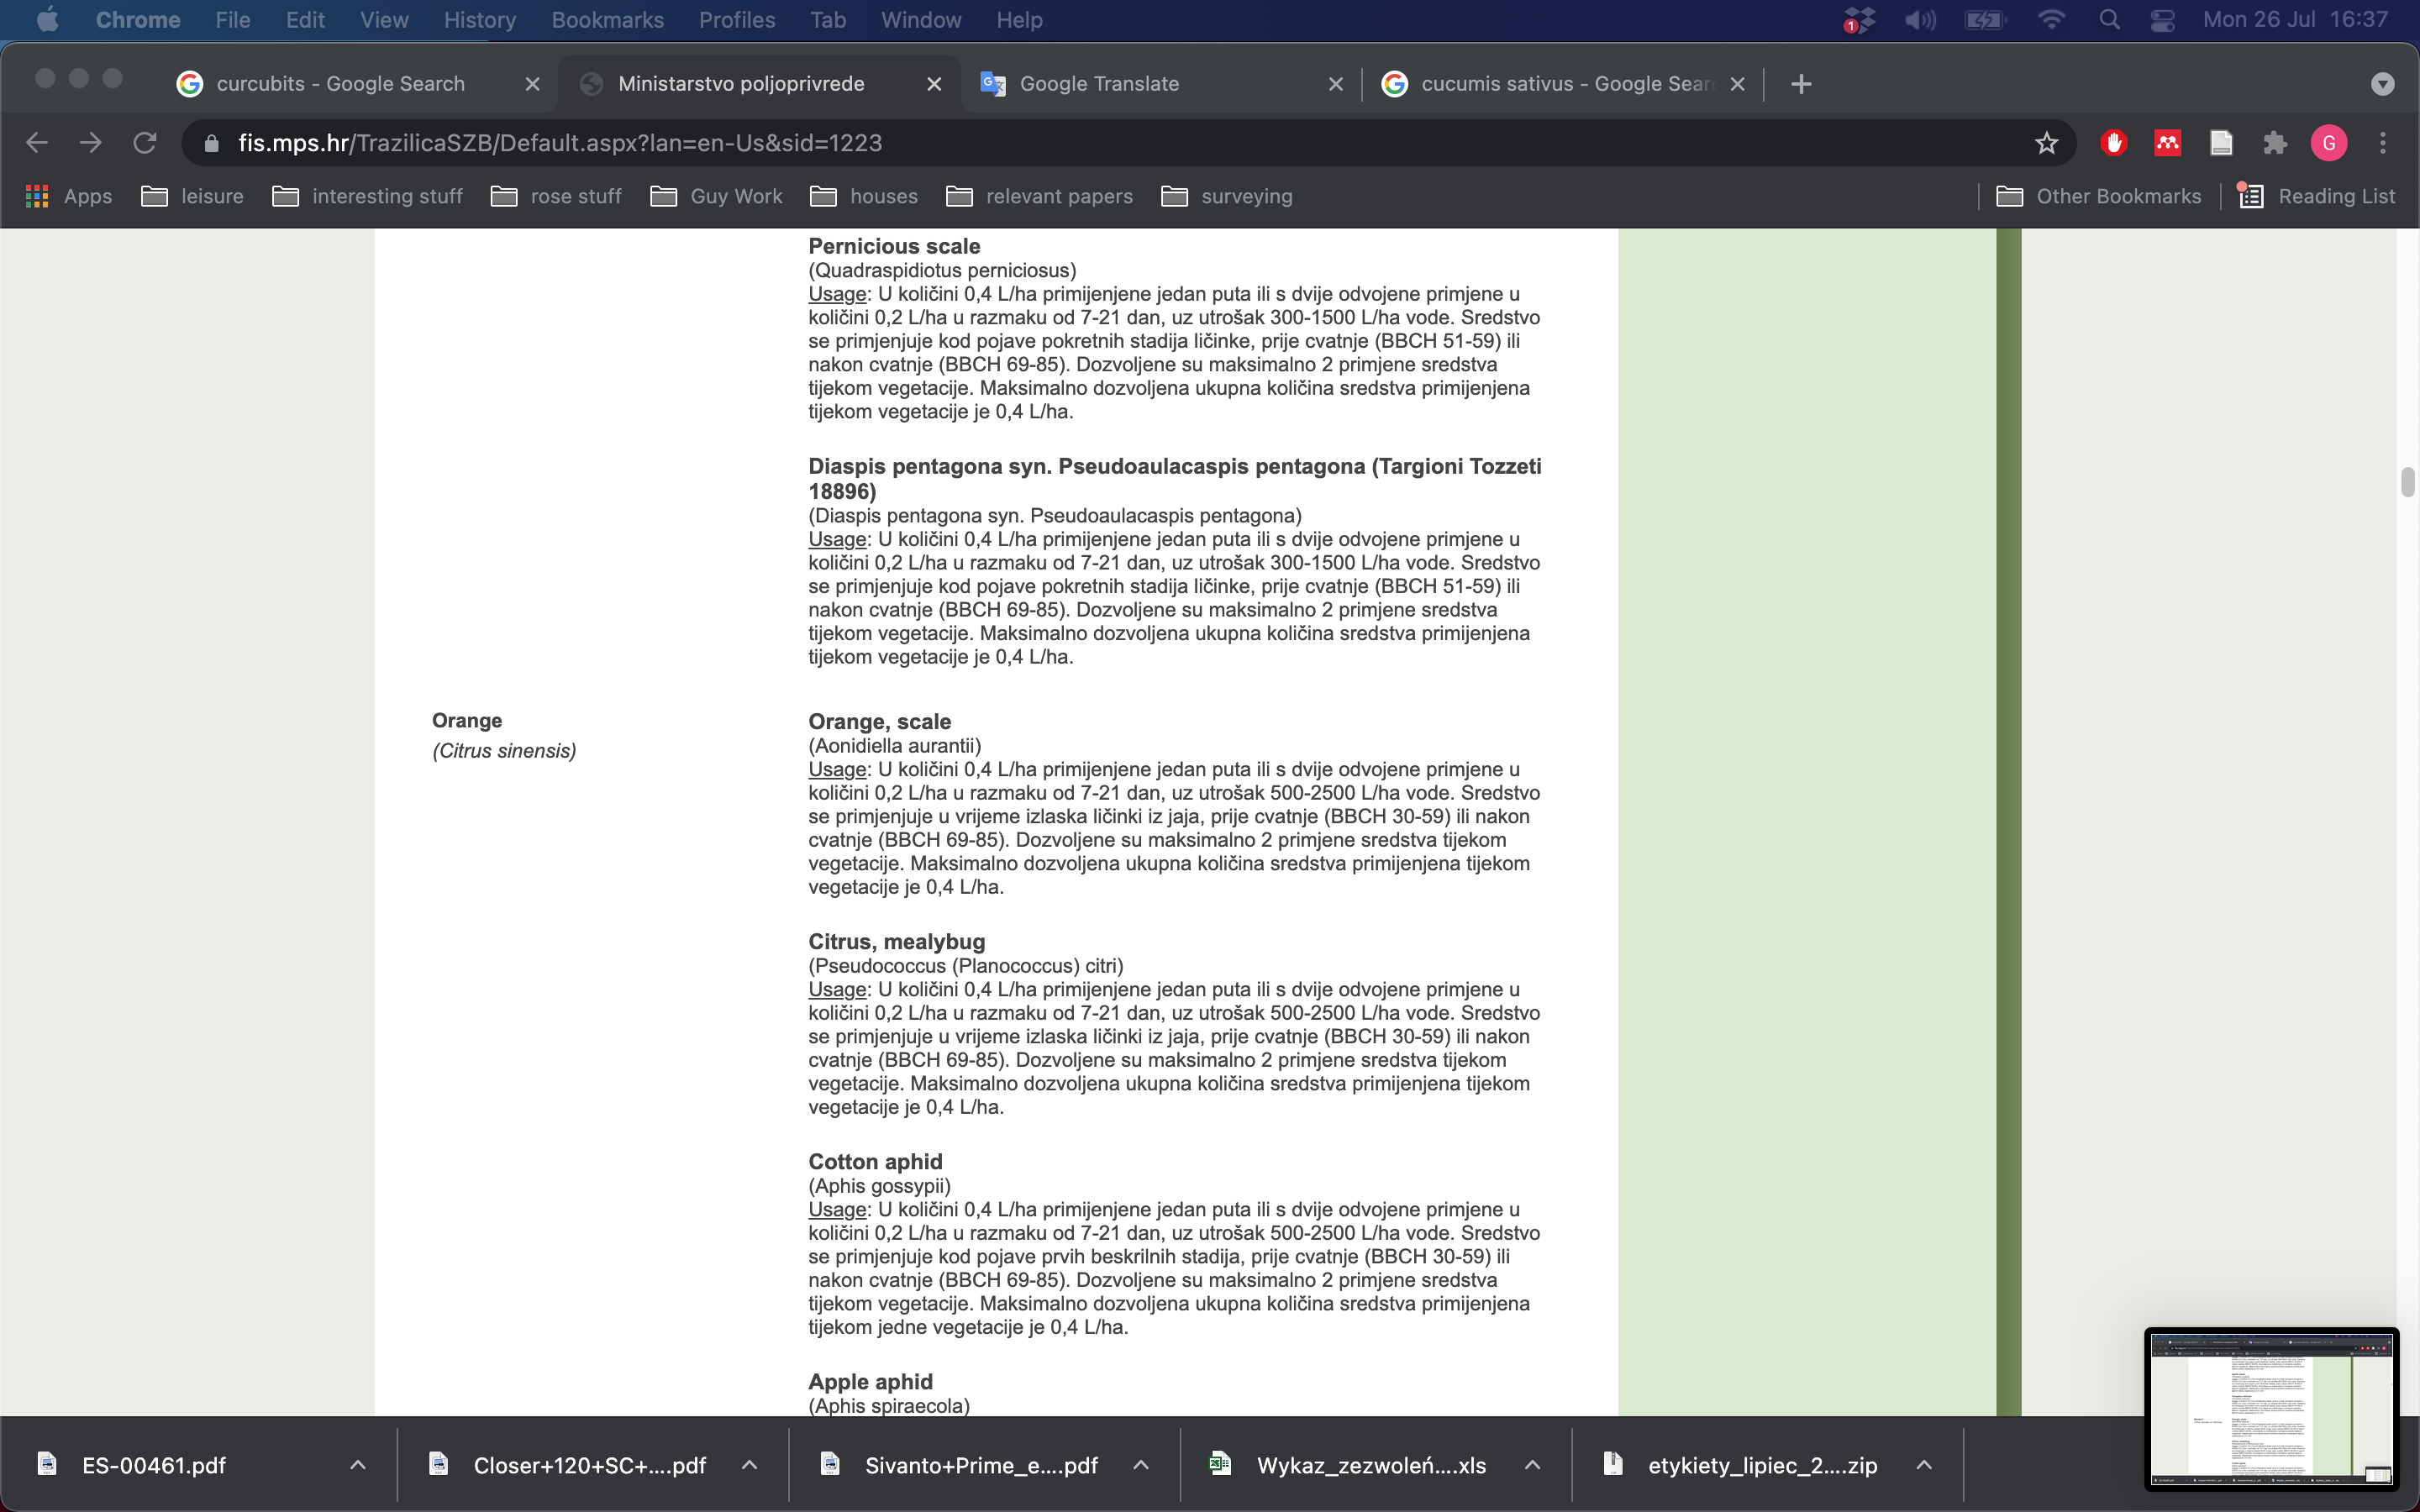 Chrome File Edit View History Bookmarks Profiles Tab Window Help
1
Mon 26 Jul 16:37
curcubits - Google Search
Ministarstvo poljoprivrede
Google Translate
cucumis sativus - Google Sear
fis.mps.hr/TrazilicaSZB/Default.aspx?lan=en-Us&sid=1223
G
Apps leisure interesting stuff rose stuff Guy Work houses relevant papers surveying Other Bookmarks Reading List
Pernicious scale
(Quadraspidiotus perniciosus)
Usage: U količini 0,4 L/ha primijenjene jedan puta ili s dvije odvojene primjene u
količini 0,2 L/ha u razmaku od 7-21 dan, uz utrošak 300-1500 L/ha vode. Sredstvo
se primjenjuje kod pojave pokretnih stadija ličinke, prije cvatnje (BBCH 51-59) ili
nakon cvatnje (BBCH 69-85). Dozvoljene su maksimalno 2 primjene sredstva
tijekom vegetacije. Maksimalno dozvoljena ukupna količina sredstva primijenjena
tijekom vegetacije je 0,4 L/ha.
Diaspis pentagona syn. Pseudoaulacaspis pentagona (Targioni Tozzeti
18896)
(Diaspis pentagona syn. Pseudoaulacaspis pentagona)
Usage: U količini 0,4 L/ha primijenjene jedan puta ili s dvije odvojene primjene u
količini 0,2 L/ha u razmaku od 7-21 dan, uz utrošak 300-1500 L/ha vode. Sredstvo
se primjenjuje kod pojave pokretnih stadija ličinke, prije cvatnje (BBCH 51-59) ili
nakon cvatnje (BBCH 69-85). Dozvoljene su maksimalno 2 primjene sredstva
tijekom vegetacije. Maksimalno dozvoljena ukupna količina sredstva primijenjena
tijekom vegetacije je 0,4 L/ha.
Orange
(Citrus sinensis)
Orange, scale
(Aonidiella aurantii)
Usage: U količini 0,4 L/ha primijenjene jedan puta ili s dvije odvojene primjene u
količini 0,2 L/ha u razmaku od 7-21 dan, uz utrošak 500-2500 L/ha vode. Sredstvo
se primjenjuje u vrijeme izlaska ličinki iz jaja, prije cvatnje (BBCH 30-59) ili nakon
cvatnje (BBCH 69-85). Dozvoljene su maksimalno 2 primjene sredstva tijekom
vegetacije. Maksimalno dozvoljena ukupna količina sredstva primijenjena tijekom
vegetacije je 0,4 L/ha.
Citrus, mealybug
(Pseudococcus (Planococcus) citri)
Usage: U količini 0,4 L/ha primijenjene jedan puta ili s dvije odvojene primjene u
količini 0,2 L/ha u razmaku od 7-21 dan, uz utrošak 500-2500 L/ha vode. Sredstvo
se primjenjuje u vrijeme izlaska ličinki iz jaja, prije cvatnje (BBCH 30-59) ili nakon
cvatnje (BBCH 69-85). Dozvoljene su maksimalno 2 primjene sredstva tijekom
vegetacije. Maksimalno dozvoljena ukupna količina sredstva primijenjena tijekom
vegetacije je 0,4 L/ha.
Cotton aphid
(Aphis gossypii)
Usage: U količini 0,4 L/ha primijenjene jedan puta ili s dvije odvojene primjene u
količini 0,2 L/ha u razmaku od 7-21 dan, uz utrošak 500-2500 L/ha vode. Sredstvo
se primjenjuje kod pojave prvih beskrilnih stadija, prije cvatnje (BBCH 30-59) ili
nakon cvatnje (BBCH 69-85). Dozvoljene su maksimalno 2 primjene sredstva
tijekom vegetacije. Maksimalno dozvoljena ukupna količina sredstva primijenjena
tijekom jedne vegetacije je 0,4 L/ha.
Apple aphid
(Aphis spiraecola)
ES-00461.pdf
Closer+120+SC+....pdf
Sivanto+Prime_e....pdf
Wykaz_zezwoleń....xls
etykiety_lipiec_2....zip